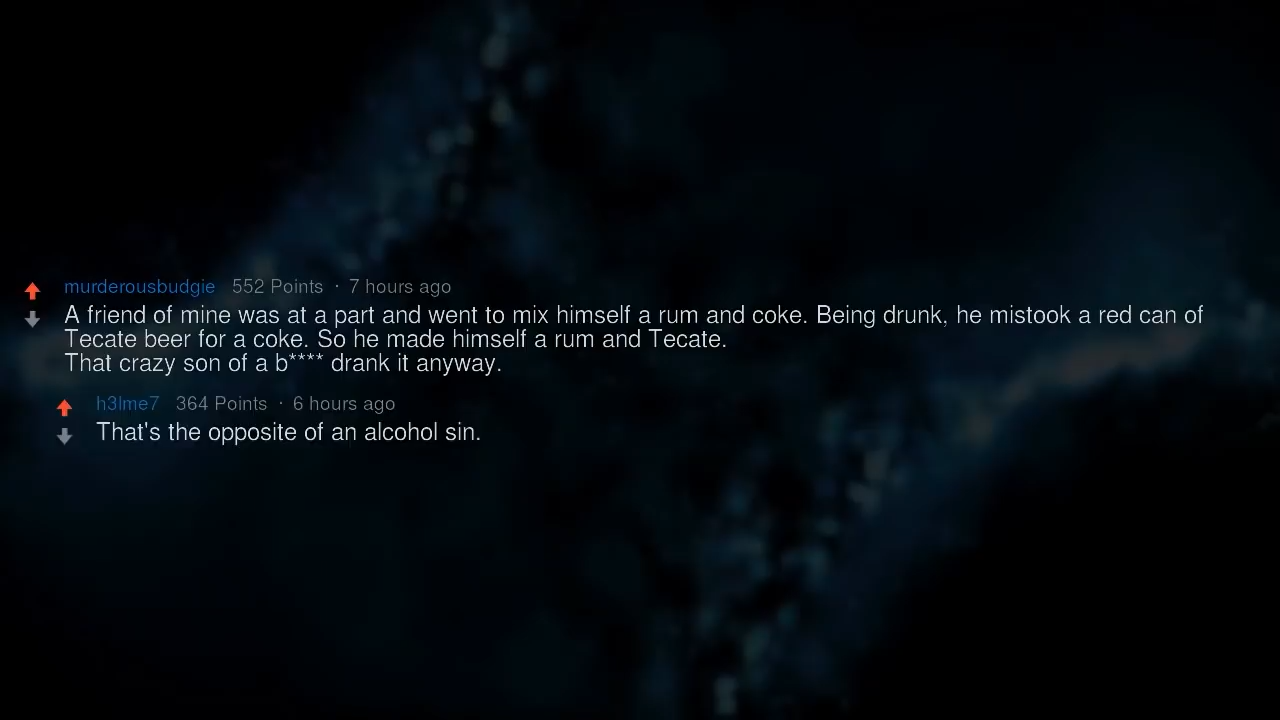 murderousbudgie 552 Points · 7 hours ago
A friend of mine was at a part and went to mix himself a rum and coke. Being drunk, he mistook a red can of
Tecate beer for a coke. So he made himself a rum and Tecate.
That crazy son of a b**** drank it anyway.
h3lme7 364 Points · 6 hours ago
That's the opposite of an alcohol sin.